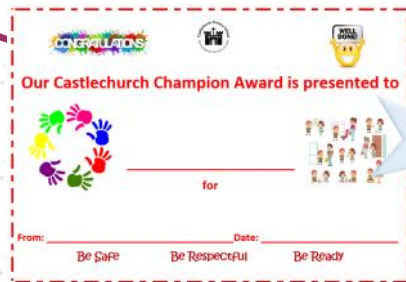 CONGRATULATIONS
WELL
DONE!
Our Castlechurch Champion Award is presented to
for
From: Date:
Be Safe Be Respectful Be Ready